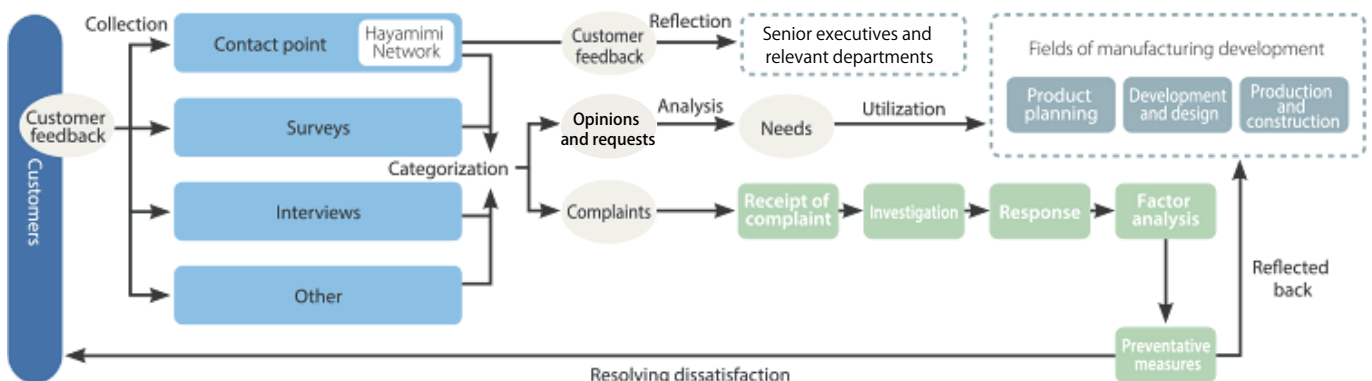 Customers
Customer
feedback
Collection
Contact point
Hayamimi
Network
Surveys
Interviews
Other
Categorization
Customer
feedback
Reflection
Senior executives and
relevant departments
Opinions
and requests
Analysis
Needs
Utilization
Fields of manufacturing development
Product
planning
Development
and design
Production
and
construction
Complaints
Receipt of
complaint
Investigation
Response
Factor
analysis
Preventative
measures
Reflected
back
Resolving dissatisfaction